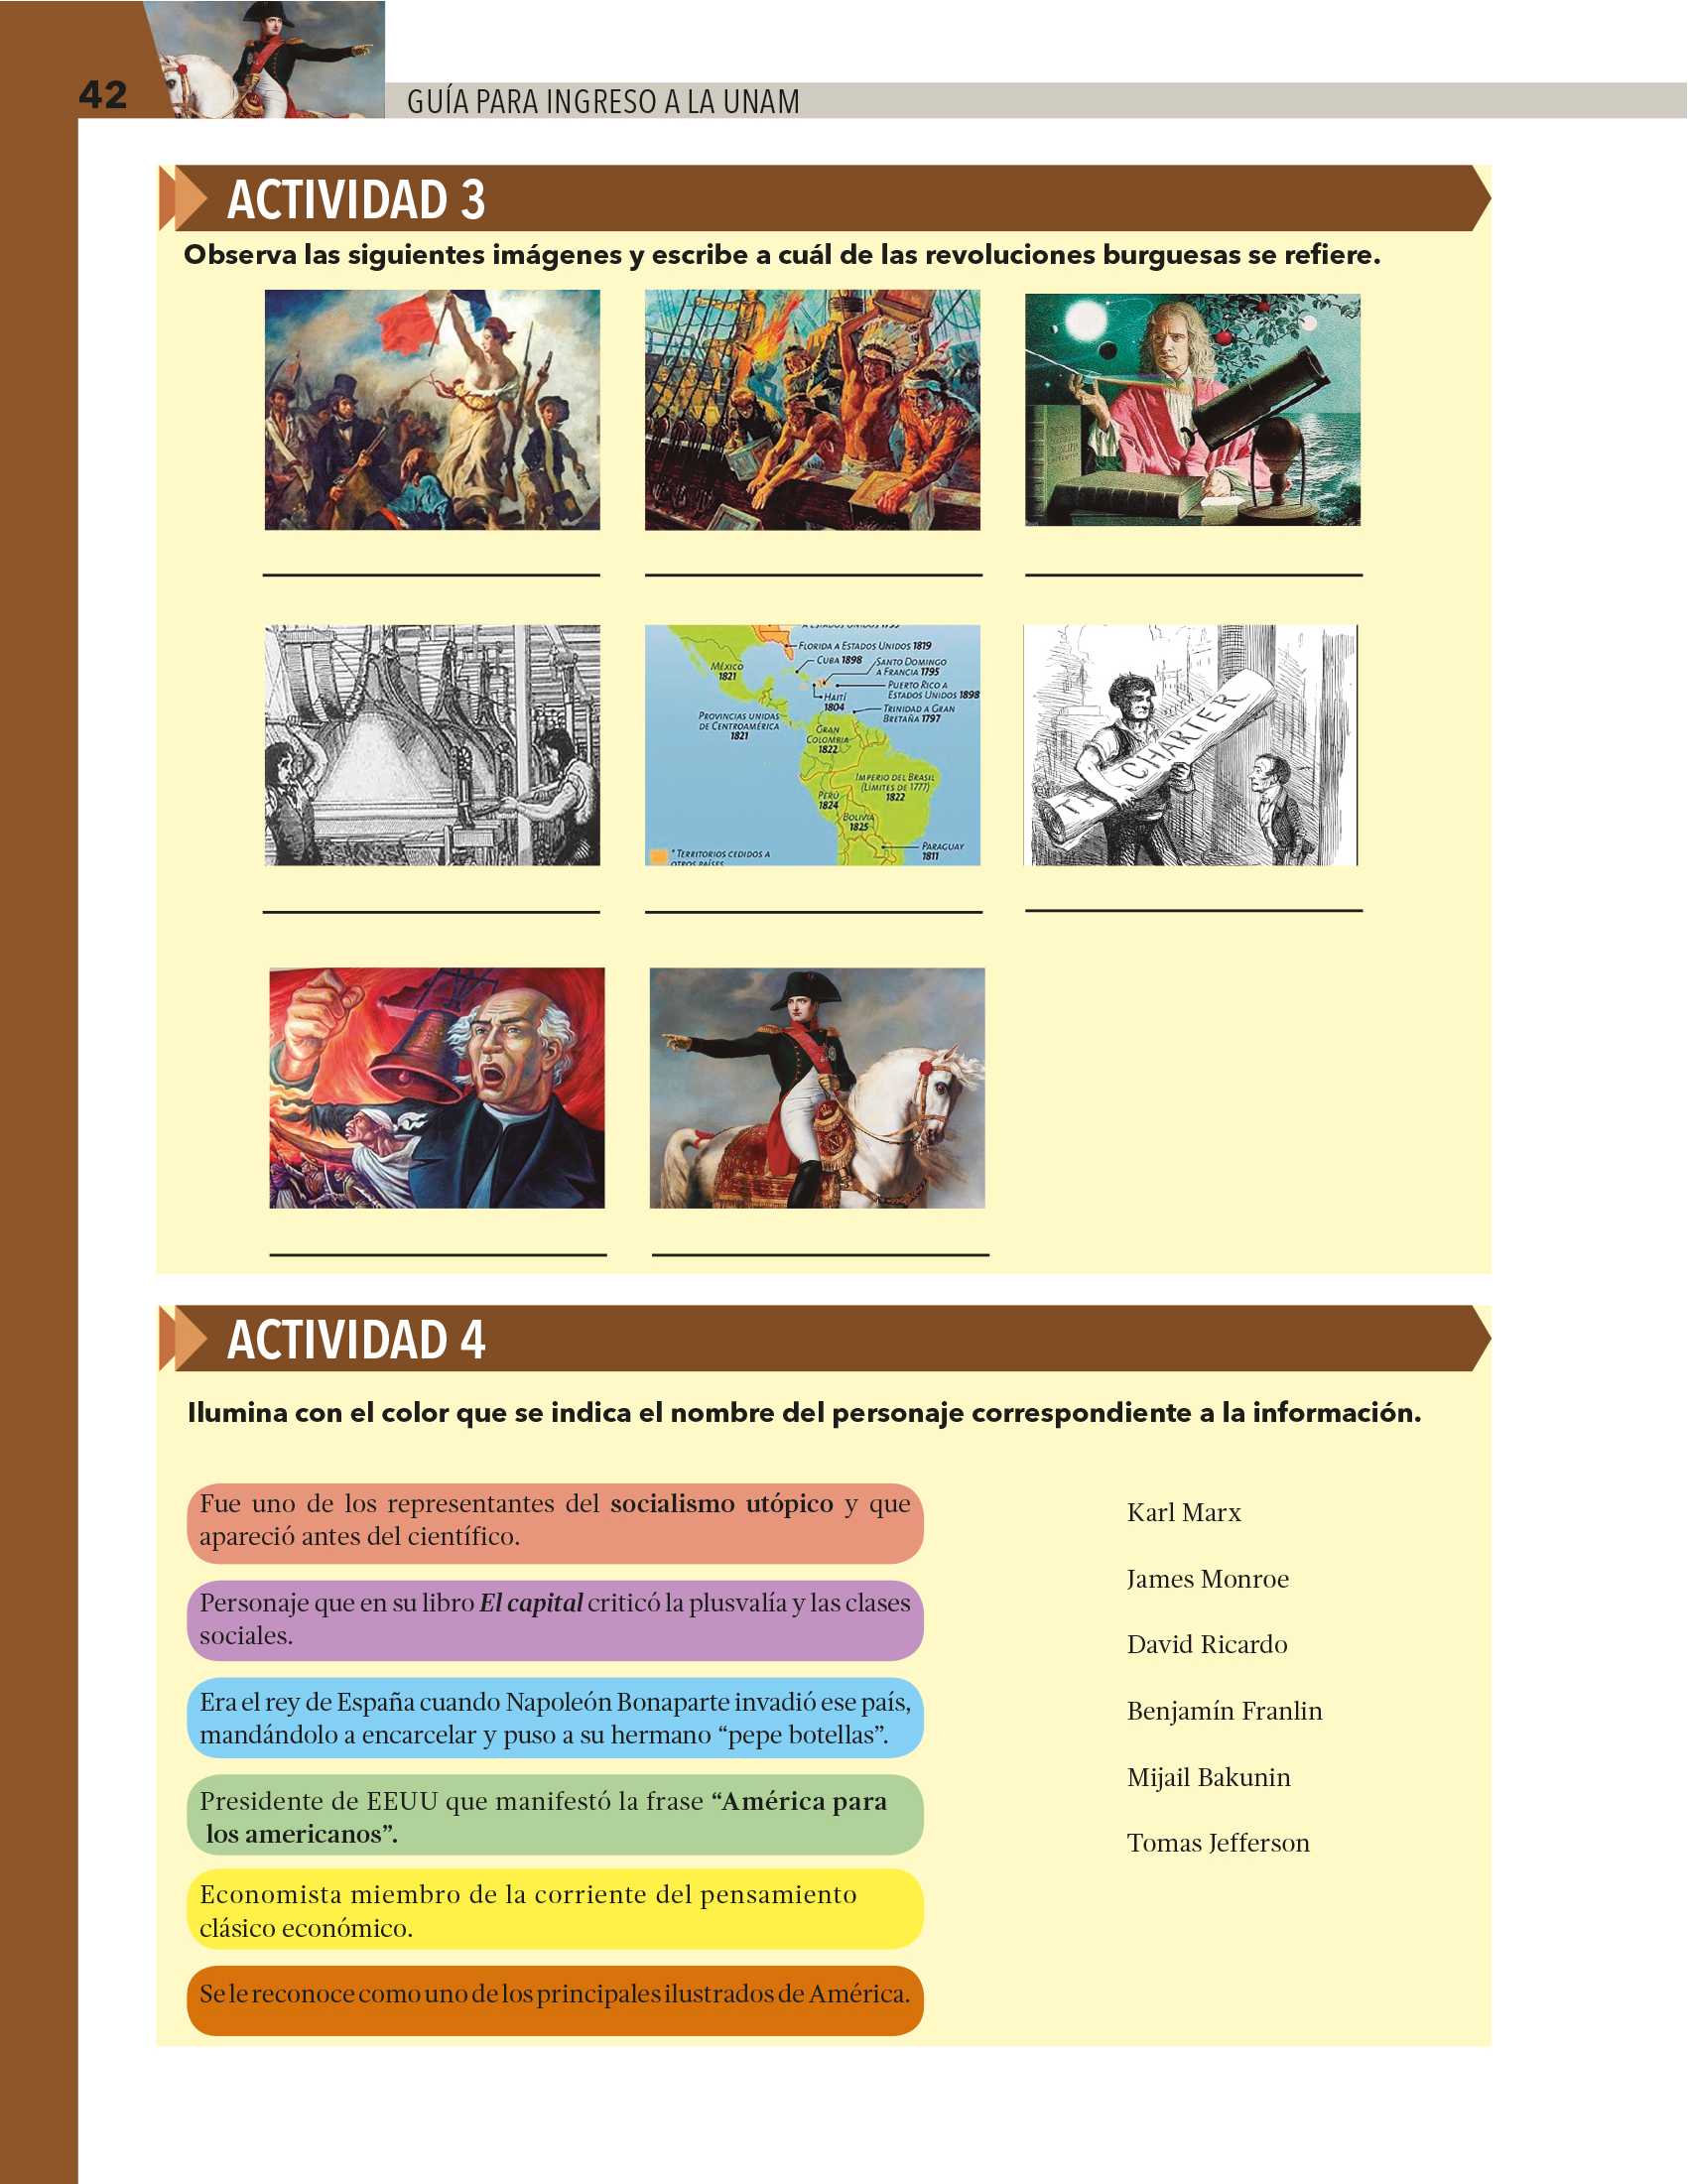 42
GUÍA PARA INGRESO A LA UNAM
ACTIVIDAD 3
Observa las siguientes imágenes y escribe a cuál de las revoluciones burguesas se refiere.
FLORIDA A ESTADOS UNIDOS 1819
CUBA 1898
SANTO DOMINGO
A FRANCIA 1795
MÉXICO
1821
PUERTO RICO A
ESTADOS UNIDOS 1898
HAITÍ
1804
TRINIDAD A GRAN
BRETAÑA 1797
PROVINCIAS UNIDAS
DE CENTROAMÉRICA
1821
GRAN
COLOMBIA
1822
IMPERIO DEL BRASIL
(LÍMITES DE 1777)
1822
PERÚ
1824
BOLIVIA
1825
PARAGUAY
1811
* TERRITORIOS CEDIDOS A
OTROS PAÍSES
CHARTER
ACTIVIDAD 4
Ilumina con el color que se indica el nombre del personaje correspondiente a la información.
Fue uno de los representantes del socialismo utópico y que
apareció antes del científico.
Personaje que en su libro El capital criticó la plusvalía y las clases
sociales.
Era el rey de España cuando Napoleón Bonaparte invadió ese país,
mandándolo a encarcelar y puso a su hermano “pepe botellas”.
Presidente de EEUU que manifestó la frase “América para
los americanos”.
Economista miembro de la corriente del pensamiento
clásico económico.
Se le reconoce como uno de los principales ilustrados de América.
Karl Marx
James Monroe
David Ricardo
Benjamín Franlin
Mijail Bakunin
Tomas Jefferson